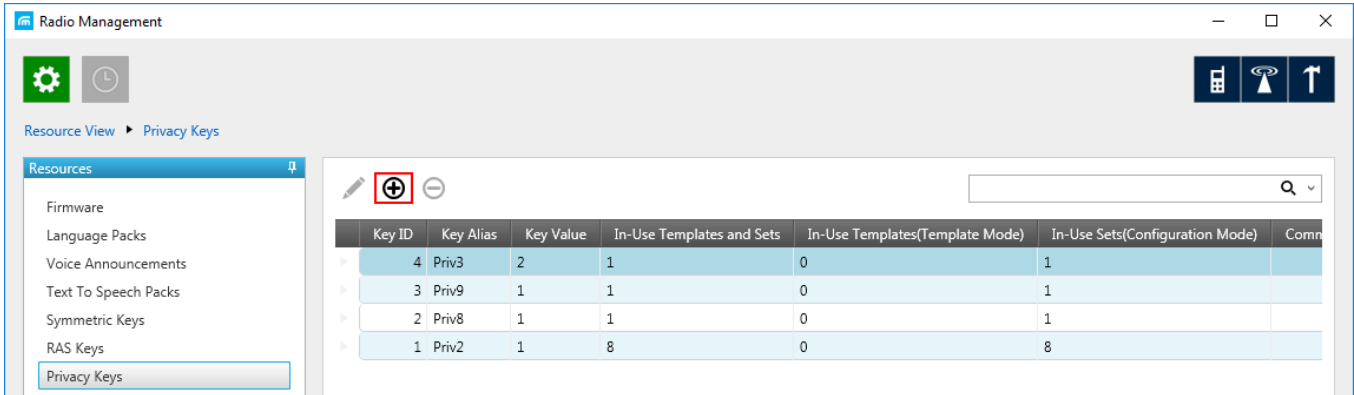 Radio Management
Resource View Privacy Keys
Resources
Firmware
Language Packs
Voice Announcements
Text To Speech Packs
Symmetric Keys
RAS Keys
Privacy Keys
Key ID Key Alias Key Value In-Use Templates and Sets In-Use Templates(Template Mode) In-Use Sets(Configuration Mode) Comm
4 Priv3 2 1 0 1
3 Priv9 1 1 0 1
2 Priv8 1 1 0 1
1 Priv2 1 8 0 8